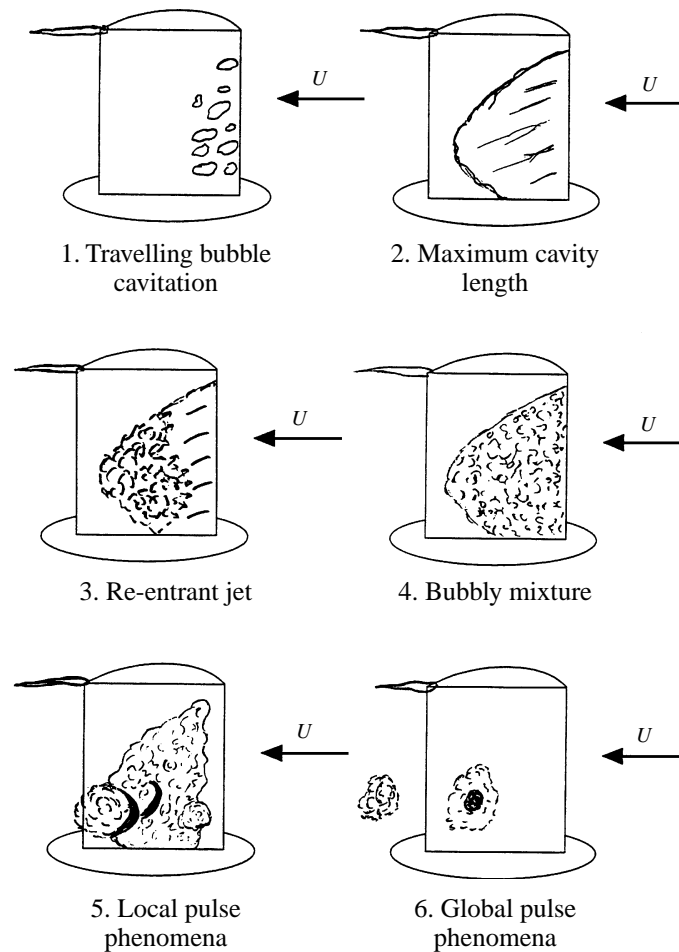 U
U
1. Travelling bubble
cavitation
2. Maximum cavity
length
U
U
3. Re-entrant jet
4. Bubbly mixture
U
U
5. Local pulse
phenomena
6. Global pulse
phenomena